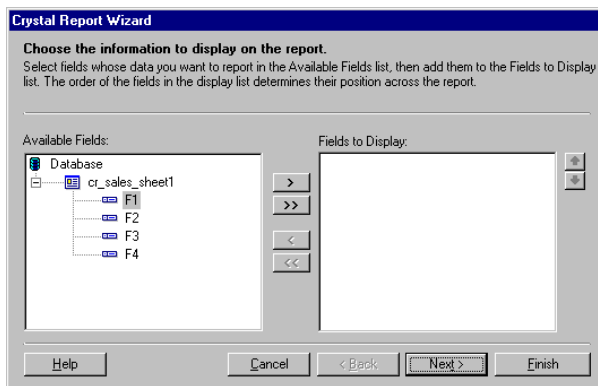 Crystal Report Wizard
Choose the information to display on the report.
Select fields whose data you want to report in the Available Fields list, then add them to the Fields to Display
list. The order of the fields in the display list determines their position across the report.
Available Fields:
Fields to Display:
Database
cr_sales_sheet1
F1
F2
F3
F4
>
>>
<
<<
Help
Cancel
< Back
Next >
Finish